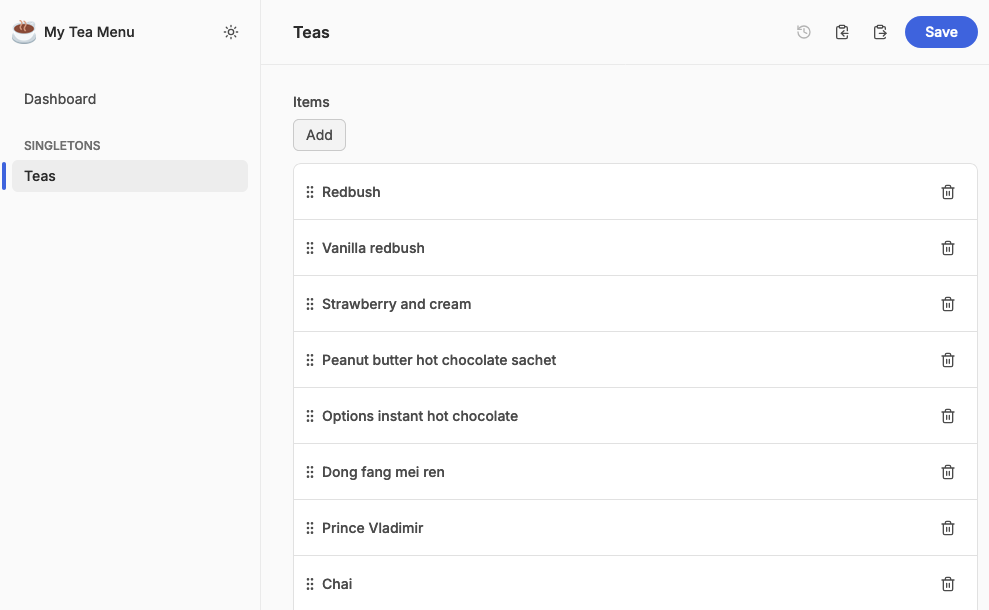 My Tea Menu
Dashboard
SINGLETONS
Teas
Teas
Save
Items
Add
Redbush
Vanilla redbush
Strawberry and cream
Peanut butter hot chocolate sachet
Options instant hot chocolate
Dong fang mei ren
Prince Vladimir
Chai